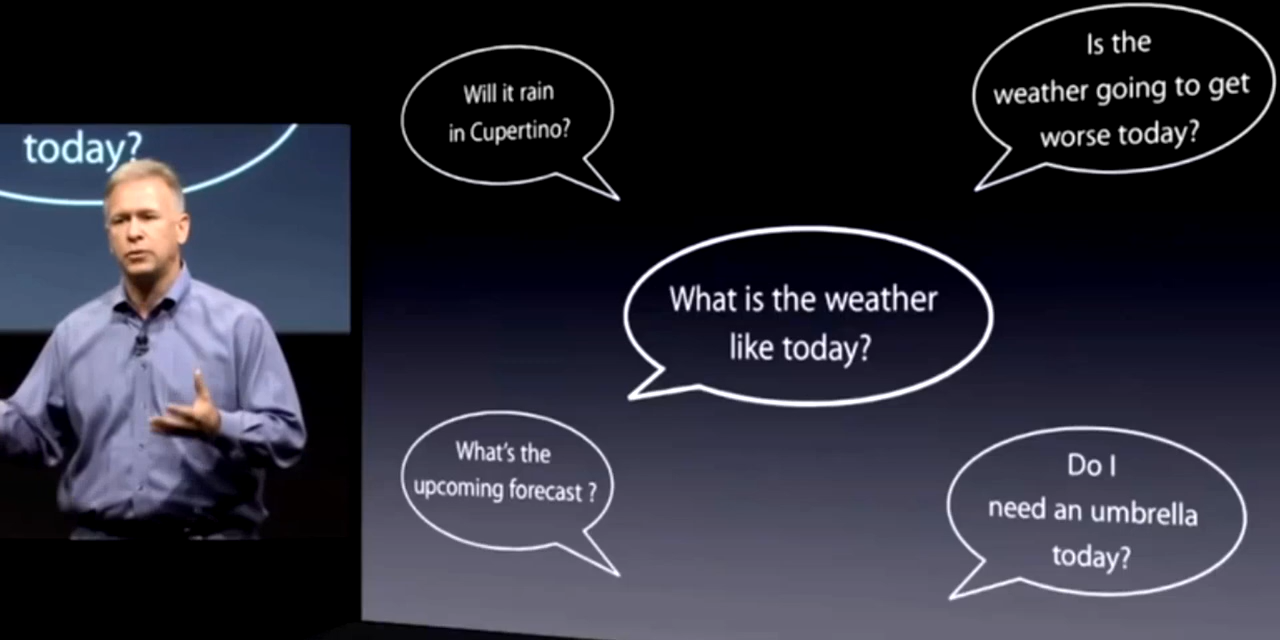 today?
Will it rain
in Cupertino?
Is the
weather going to get
worse today?
What is the weather
like today?
What's the
upcoming forecast ?
Do I
need an umbrella
today?